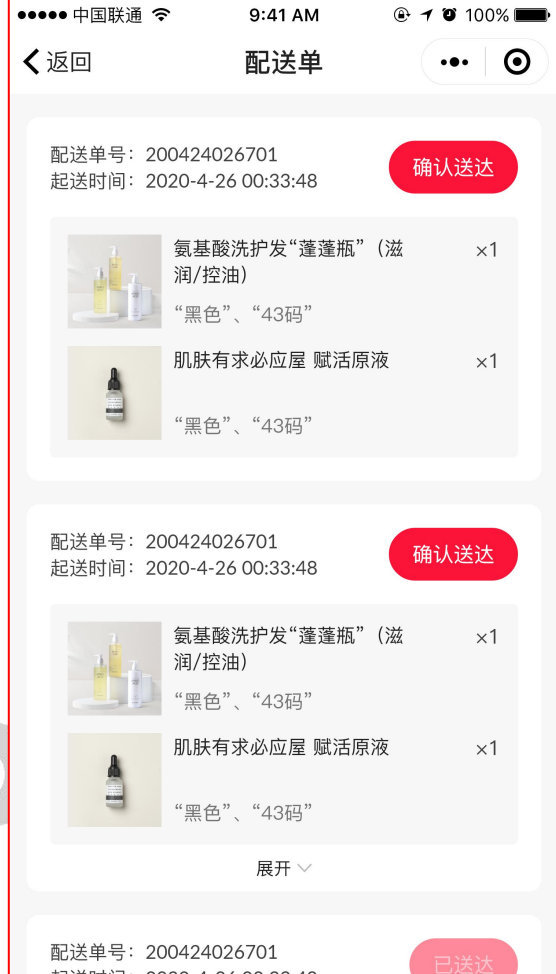 中国联通 9:41 AM 100%
返回 配送单
配送单号：200424026701
起送时间：2020-4-26 00:33:48
确认送达
氨基酸洗护发“蓬蓬瓶”（滋 ×1
润/控油）
“黑色”、“43码”
肌肤有求必应屋 赋活原液 ×1
“黑色”、“43码”
配送单号：200424026701
起送时间：2020-4-26 00:33:48
确认送达
氨基酸洗护发“蓬蓬瓶”（滋 ×1
润/控油）
“黑色”、“43码”
肌肤有求必应屋 赋活原液 ×1
“黑色”、“43码”
展开
配送单号：200424026701
已送达